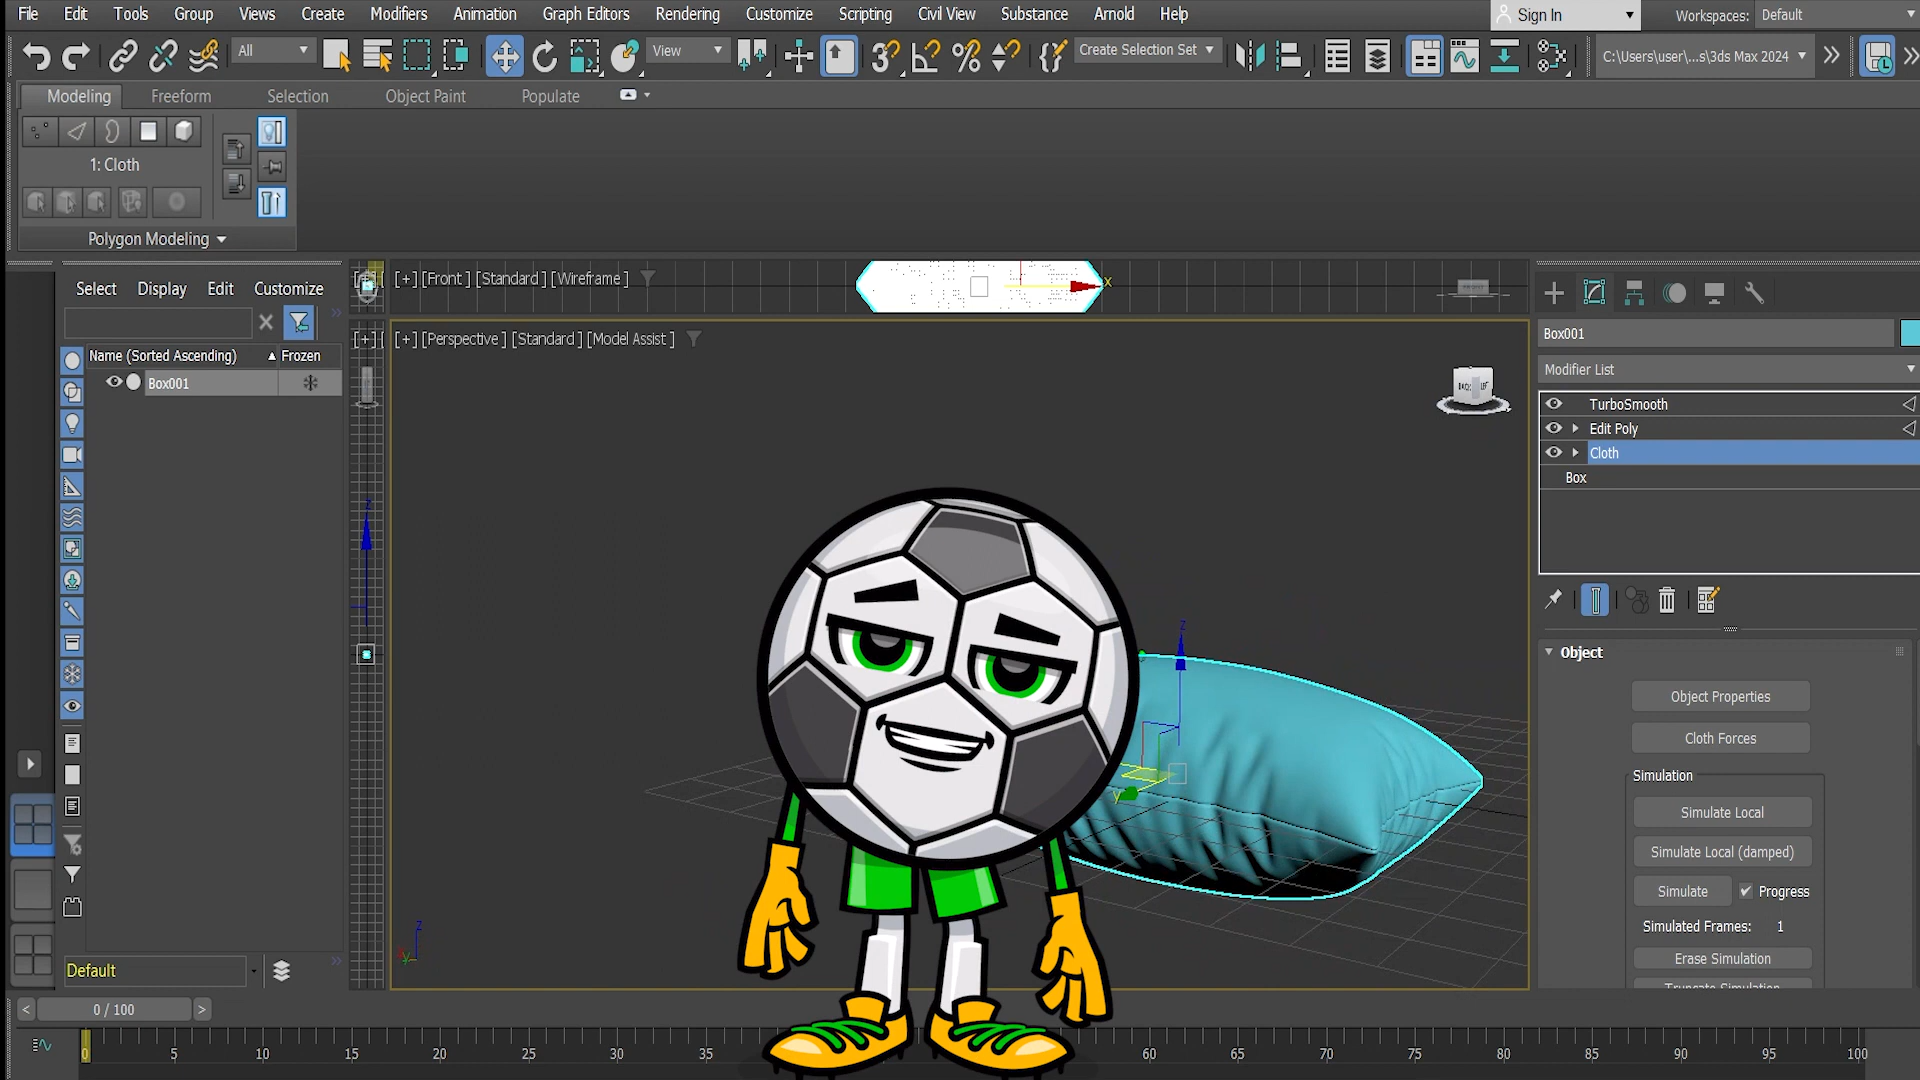 File Edit Tools Group Views Create Modifiers Animation Graph Editors Rendering Customize Scripting Civil View Substance Arnold Help Sign In Workspaces: Default
All View Create Selection Set C:\Users\user\...s\3ds Max 2024
Modeling Freeform Selection Object Paint Populate
1: Cloth
Polygon Modeling
Select Display Edit Customize
[+] [Front ] [Standard ] [Wireframe ]
x
Name (Sorted Ascending) Frozen
Box001
[+] [Perspective ] [Standard ] [Model Assist ]
Box001
Modifier List
TurboSmooth
Edit Poly
Cloth
Box
z
z
y
Object
Object Properties
Cloth Forces
Simulation
Simulate Local
Simulate Local (damped)
Simulate Progress
Simulated Frames: 1
Erase Simulation
Truncate Simulation
z
y
Default
< 0 / 100 >
0 5 10 15 20 25 30 35 60 65 70 75 80 85 90 95 100